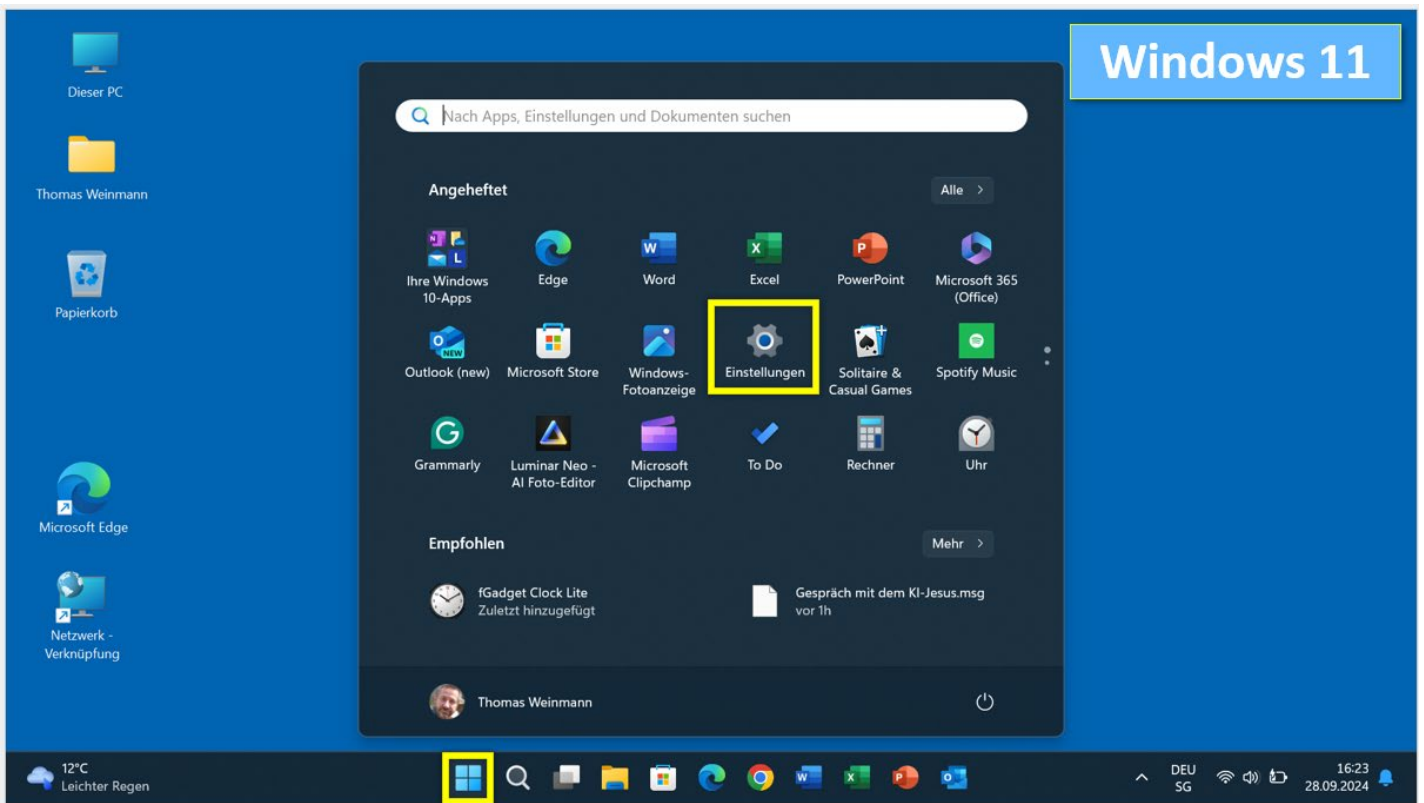 Windows 11
Dieser PC
Thomas Weinmann
Papierkorb
Microsoft Edge
Netzwerk -
Verknüpfung
Nach Apps, Einstellungen und Dokumenten suchen
Angeheftet
Alle >
Ihre Windows
10-Apps
Edge
Word
Excel
PowerPoint
Microsoft 365
(Office)
Outlook (new)
Microsoft Store
Windows-
Fotoanzeige
Einstellungen
Solitaire &
Casual Games
Spotify Music
Grammarly
Luminar Neo -
AI Foto-Editor
Microsoft
Clipchamp
To Do
Rechner
Uhr
Empfohlen
Mehr >
fGadget Clock Lite
Zuletzt hinzugefügt
Gespräch mit dem KI-Jesus.msg
vor 1h
Thomas Weinmann
12°C
Leichter Regen
DEU
SG
16:23
28.09.2024